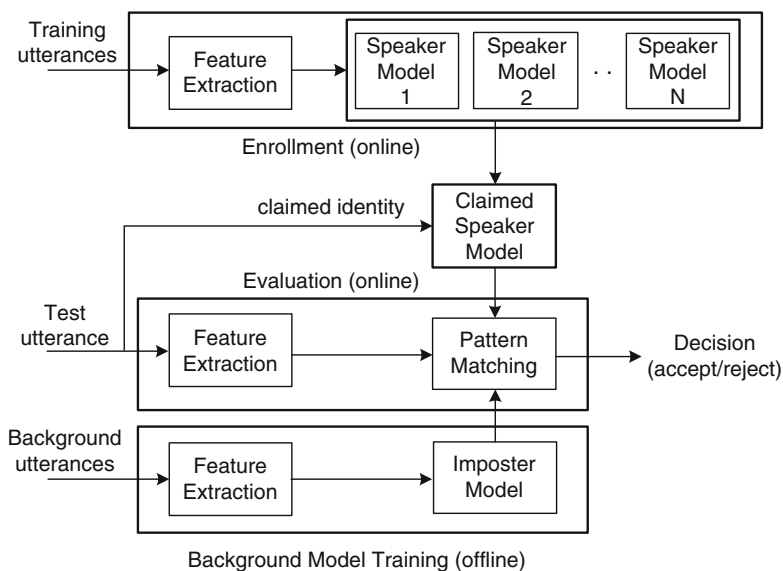 Training
utterances
Feature
Extraction
Speaker
Model
1
Speaker
Model
2
. .
Speaker
Model
N
Enrollment (online)
claimed identity
Claimed
Speaker
Model
Evaluation (online)
Test
utterance
Feature
Extraction
Pattern
Matching
Decision
(accept/reject)
Background
utterances
Feature
Extraction
Imposter
Model
Background Model Training (offline)